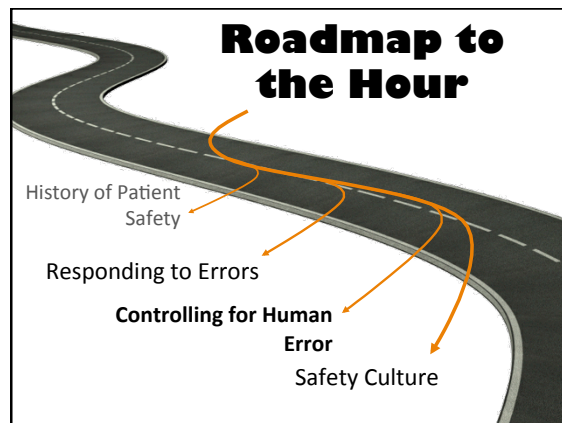 Roadmap to
the Hour
History of Patient
Safety
Responding to Errors
Controlling for Human
Error
Safety Culture